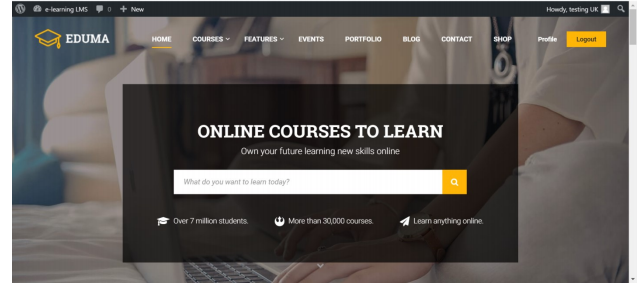 e-learning LMS 0 + New Howdy, testing UK
EDUMA HOME COURSES FEATURES EVENTS PORTFOLIO BLOG CONTACT SHOP Profile Logout
ONLINE COURSES TO LEARN
Own your future learning new skills online
What do you want to learn today?
Over 7 million students. More than 30,000 courses. Learn anything online.